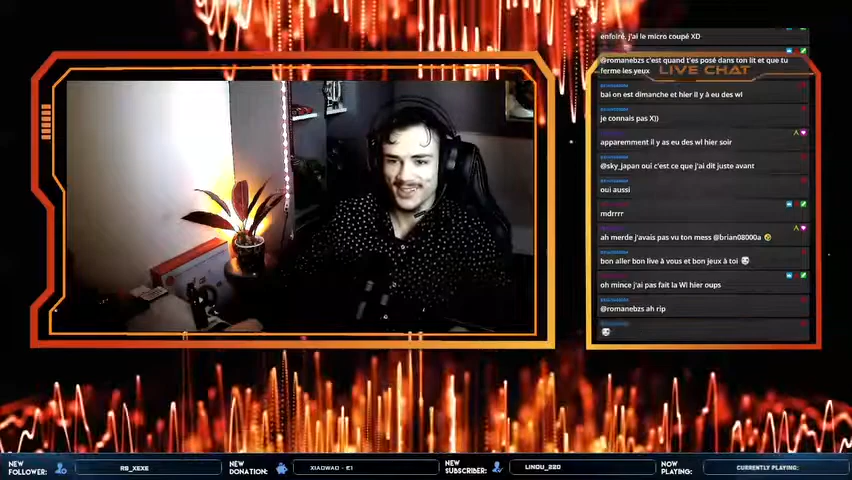 enfoiré. j'ai le micro coupé XD
@romanebzs c'est quand t'es posé dans ton lit et que tu
ferme les yeux
LIVE CHAT
bai on est dimanche et hier il y à eu des wl
je connais pas X))
apparemment il y as eu des wl hier soir
@sky_japan oui c'est ce que j'ai dit juste avant
oui aussi
mdrrrr
ah merde j'avais pas vu ton mess @brian08000a 🤣
bon aller bon live à vous et bon jeux à toi
oh mince j'ai pas fait la Wl hier oups
@romanebzs ah rip
NEW FOLLOWER:
RB_XEXE
NEW DONATION:
XIAOWAO - €1
NEW SUBSCRIBER:
LINOU_220
NOW PLAYING:
CURRENTLY PLAYING: